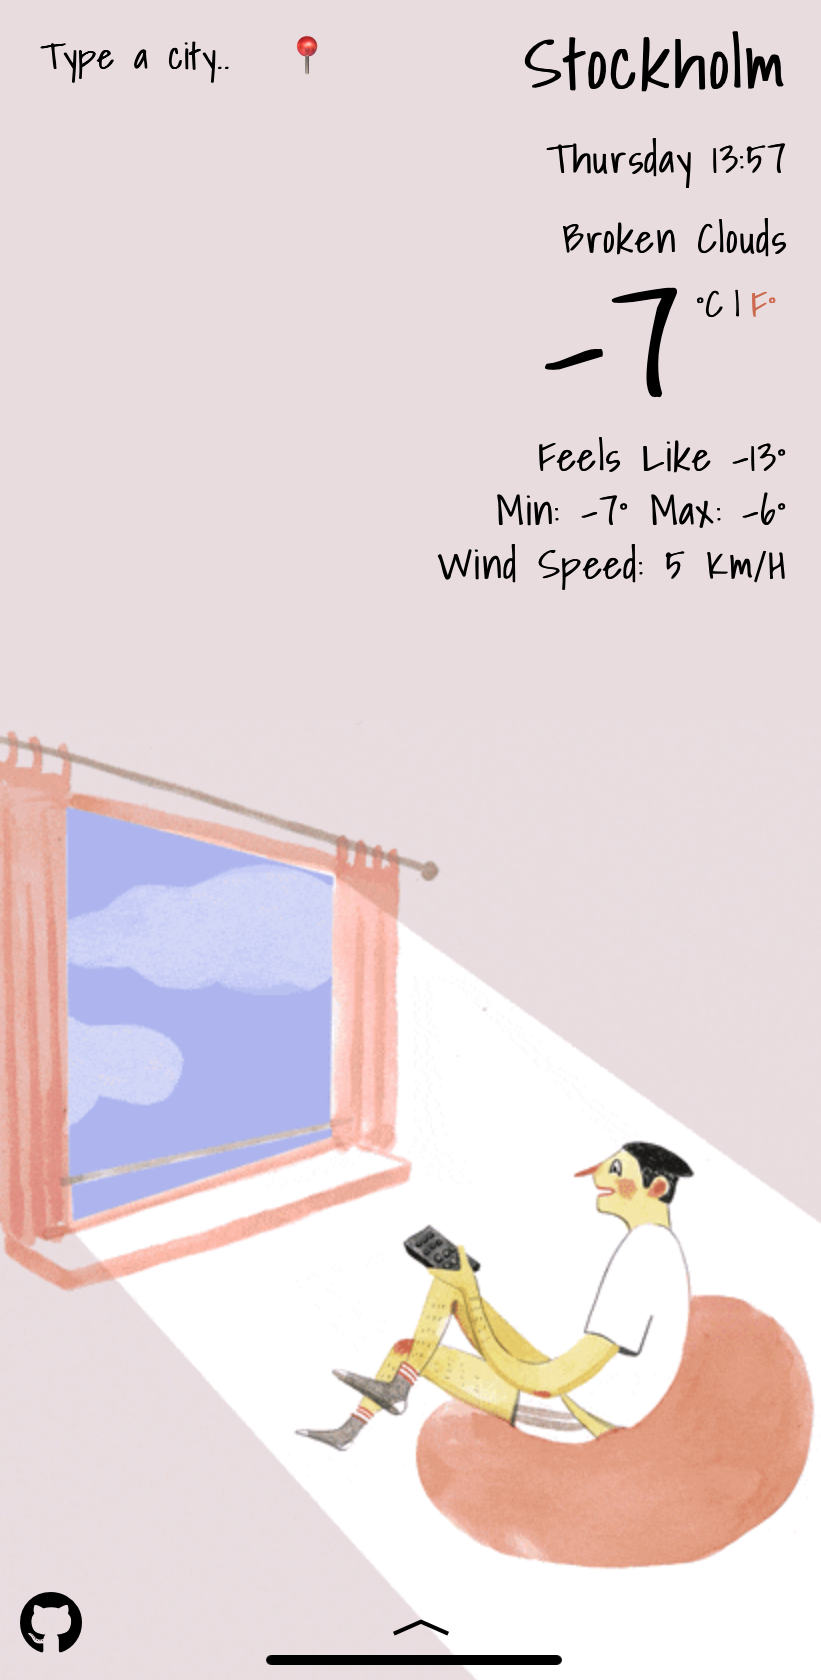 Type a city..
Stockholm
Thursday 13:57
Broken Clouds
-7 °C | F°
Feels Like -13°
Min: -7° Max: -6°
Wind Speed: 5 Km/H